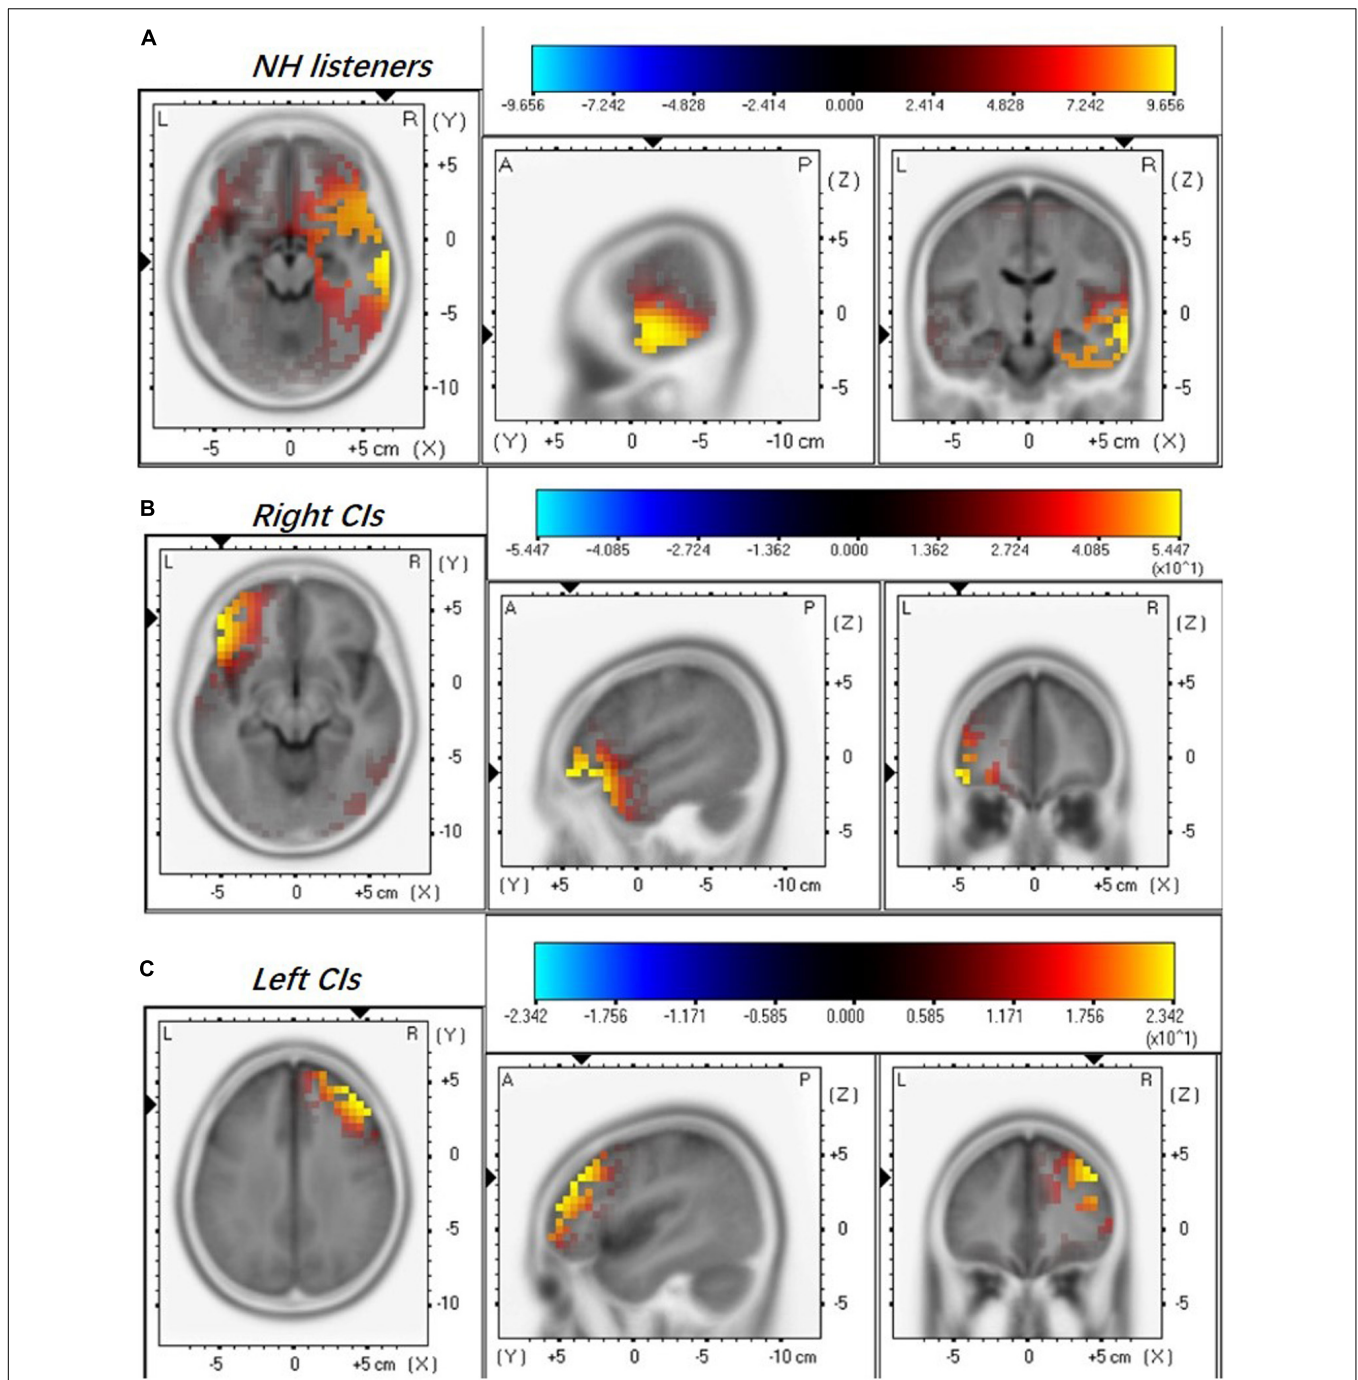 A
NH listeners
-9.656 -7.242 -4.828 -2.414 0.000 2.414 4.828 7.242 9.656
L R (Y)
+5
0
-5
-10
-5 0 +5 cm (X)
A P (Z)
+5
0
-5
(Y) +5 0 -5 -10 cm
L R (Z)
+5
0
-5
-5 0 +5 cm (X)
B
Right CIs
-5.447 -4.085 -2.724 -1.362 0.000 1.362 2.724 4.085 5.447
(x10^1)
L R (Y)
+5
0
-5
-10
-5 0 +5 cm (X)
A P (Z)
+5
0
-5
(Y) +5 0 -5 -10 cm
L R (Z)
+5
0
-5
-5 0 +5 cm (X)
C
Left CIs
-2.342 -1.756 -1.171 -0.585 0.000 0.585 1.171 1.756 2.342
(x10^1)
L R (Y)
+5
0
-5
-10
-5 0 +5 cm (X)
A P (Z)
+5
0
-5
(Y) +5 0 -5 -10 cm
L R (Z)
+5
0
-5
-5 0 +5 cm (X)